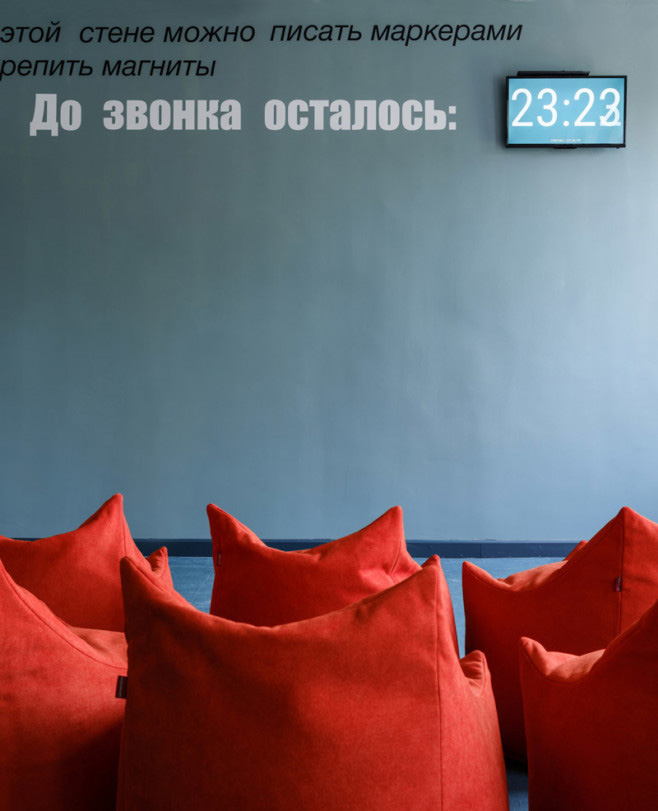 этой стене можно писать маркерами
репить магниты
До звонка осталось:
23:23